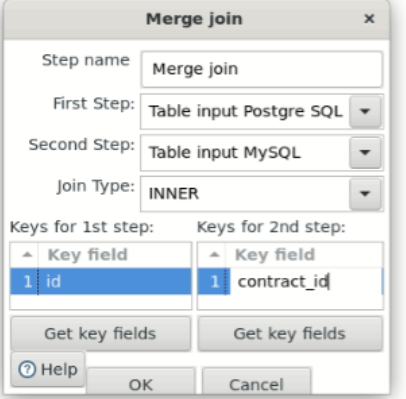 Merge join
×
Step name Merge join
First Step: Table input Postgre SQL
Second Step: Table input MySQL
Join Type: INNER
Keys for 1st step: Keys for 2nd step:
Key field Key field
1 id 1 contract_id
Get key fields Get key fields
Help
OK Cancel